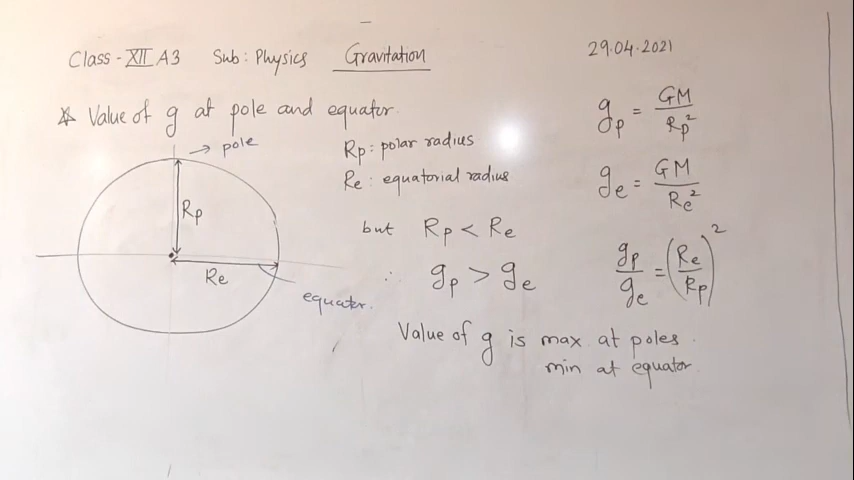 Class - XII A3 Sub: Physics Gravitation 29.04.2021
☆ Value of g at pole and equator.
→ pole
Rp
Re
equator.
Rp: polar radius
Re: equatorial radius
but Rp < Re
∴ gp > ge
gp = GM/Rp²
ge = GM/Re²
gp/ge = (Re/Rp)²
Value of g is max at poles.
min at equator